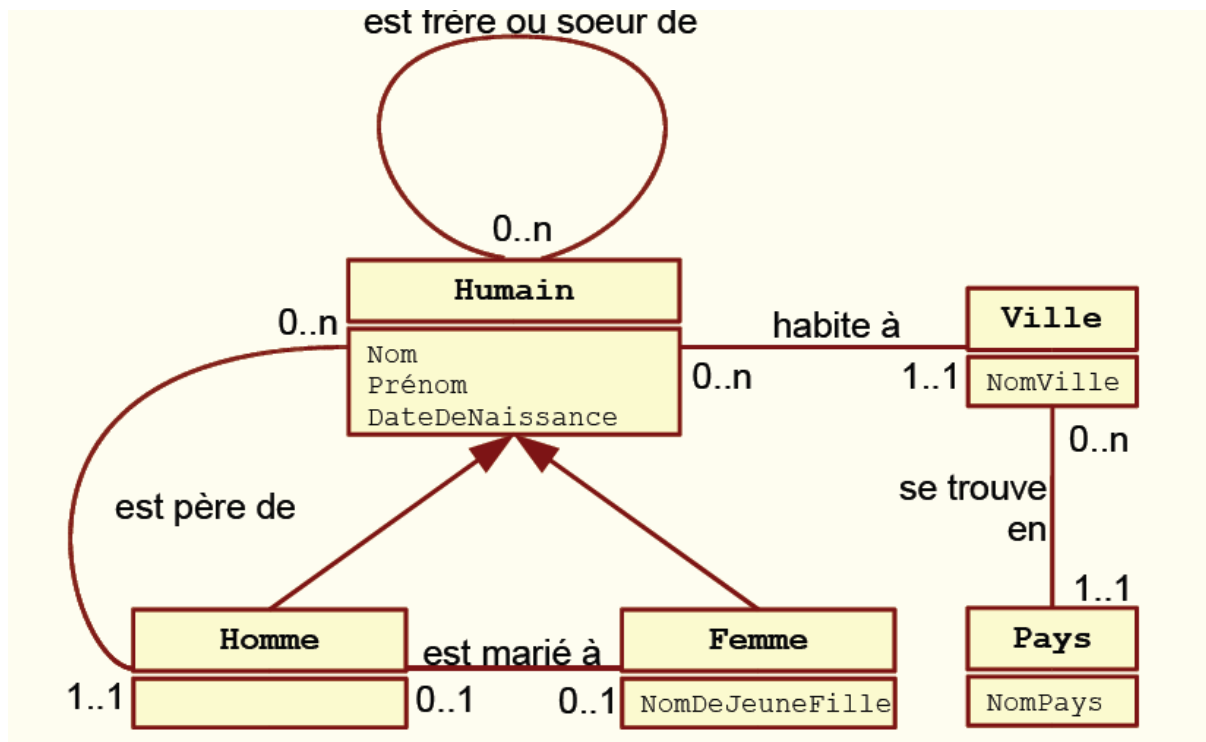 est frère ou soeur de
0..n
Humain
Nom
Prénom
DateDeNaissance
0..n
habite à
0..n
1..1
Ville
NomVille
0..n
se trouve
en
1..1
Pays
NomPays
est père de
Homme
1..1
est marié à
0..1
0..1
Femme
NomDeJeuneFille